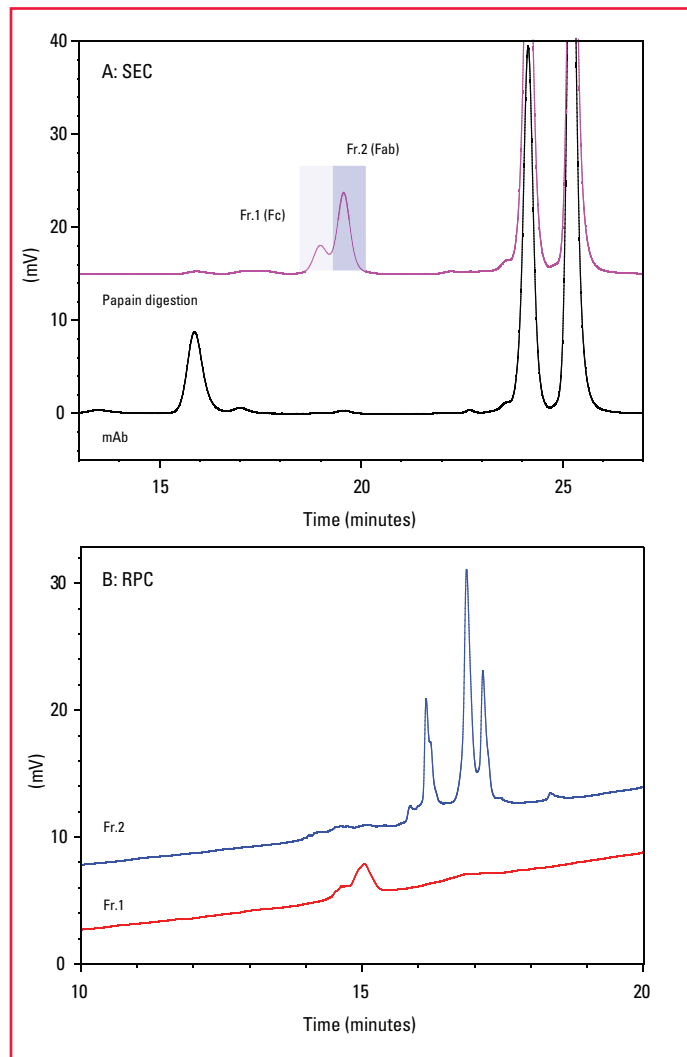 A: SEC
40
30
20
10
0
(mV)
Fr.2 (Fab)
Fr.1 (Fc)
Papain digestion
mAb
15
20
25
Time (minutes)
B: RPC
30
20
10
0
(mV)
Fr.2
Fr.1
10
15
20
Time (minutes)